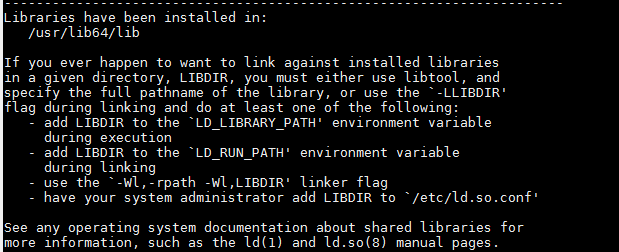 ----------------------------------------------------------------------
Libraries have been installed in:
   /usr/lib64/lib

If you ever happen to want to link against installed libraries
in a given directory, LIBDIR, you must either use libtool, and
specify the full pathname of the library, or use the `-LLIBDIR'
flag during linking and do at least one of the following:
   - add LIBDIR to the `LD_LIBRARY_PATH' environment variable
     during execution
   - add LIBDIR to the `LD_RUN_PATH' environment variable
     during linking
   - use the `-Wl,-rpath -Wl,LIBDIR' linker flag
   - have your system administrator add LIBDIR to `/etc/ld.so.conf'

See any operating system documentation about shared libraries for
more information, such as the ld(1) and ld.so(8) manual pages.